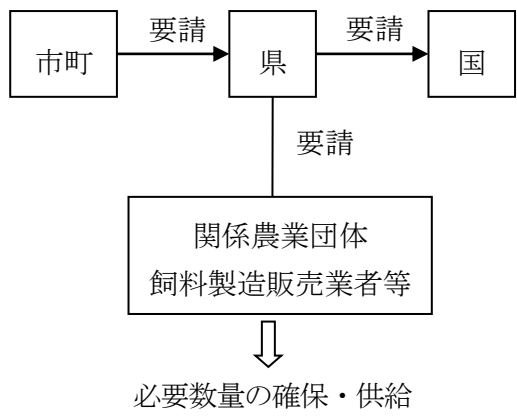 要請
要請
市町
県
国
要請
関係農業団体
飼料製造販売業者等
必要数量の確保・供給